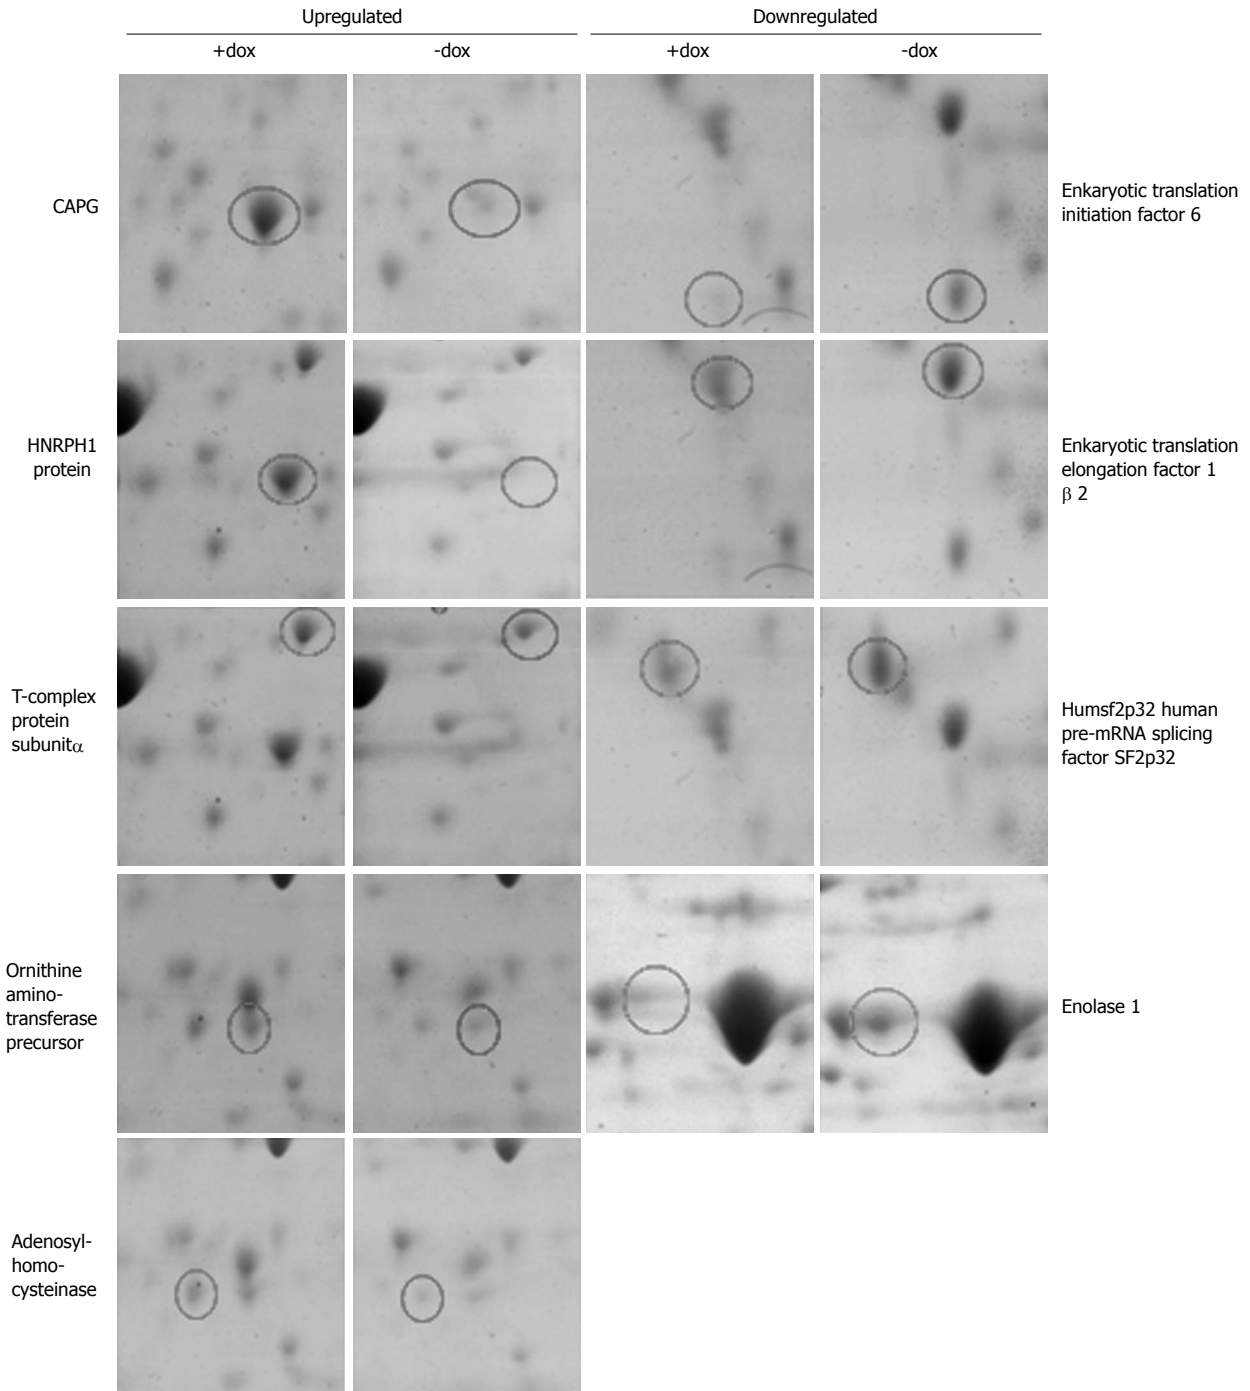 Upregulated
Downregulated
+dox
-dox
+dox
-dox
CAPG
Enkaryotic translation
initiation factor 6
HNRPH1
protein
Enkaryotic translation
elongation factor 1
β 2
T-complex
protein
subunitα
Humsf2p32 human
pre-mRNA splicing
factor SF2p32
Ornithine
amino-
transferase
precursor
Enolase 1
Adenosyl-
homo-
cysteinase